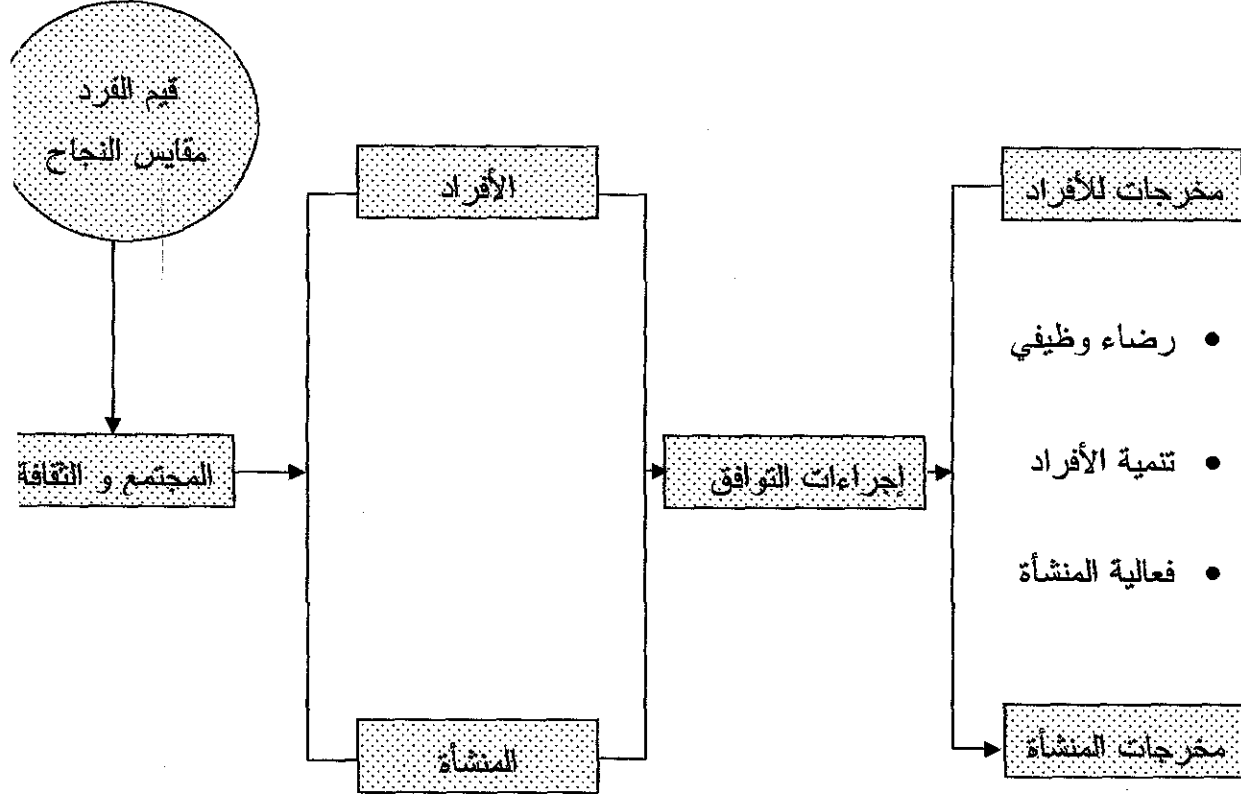 قيم الفرد
مقايس النجاح
الأفراد
مخرجات للأفراد
• رضاء وظيفي
المجتمع و الثقافة
إجراءات التوافق
• تنمية الأفراد
• فعالية المنشأة
المنشأة
مخرجات المنشأة